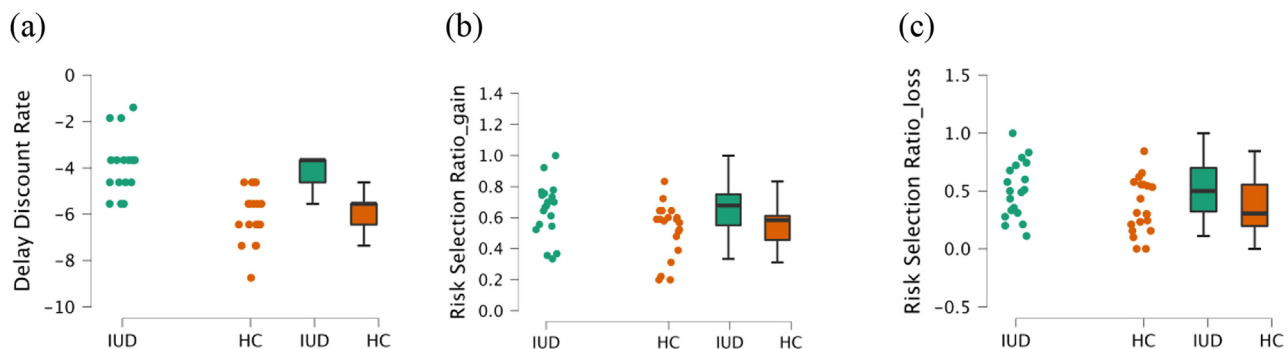 (a)
(b)
(c)
Delay Discount Rate
0
−2
−4
−6
−8
−10
IUD
HC
IUD
HC
Risk Selection Ratio_gain
1.4
1.2
1.0
0.8
0.6
0.4
0.2
0.0
IUD
HC
IUD
HC
Risk Selection Ratio_loss
1.5
1.0
0.5
0.0
−0.5
IUD
HC
IUD
HC